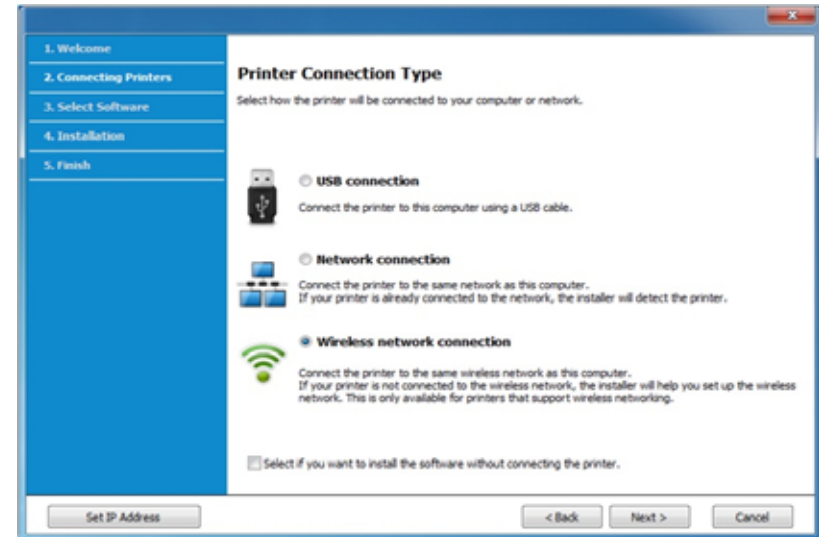 1. Welcome
2. Connecting Printers
3. Select Software
4. Installation
5. Finish
Printer Connection Type
Select how the printer will be connected to your computer or network.
USB connection
Connect the printer to this computer using a USB cable.
Network connection
Connect the printer to the same network as this computer.
If your printer is already connected to the network, the installer will detect the printer.
Wireless network connection
Connect the printer to the same wireless network as this computer.
If your printer is not connected to the wireless network, the installer will help you set up the wireless
network. This is only available for printers that support wireless networking.
Select if you want to install the software without connecting the printer.
Set IP Address
< Back
Next >
Cancel